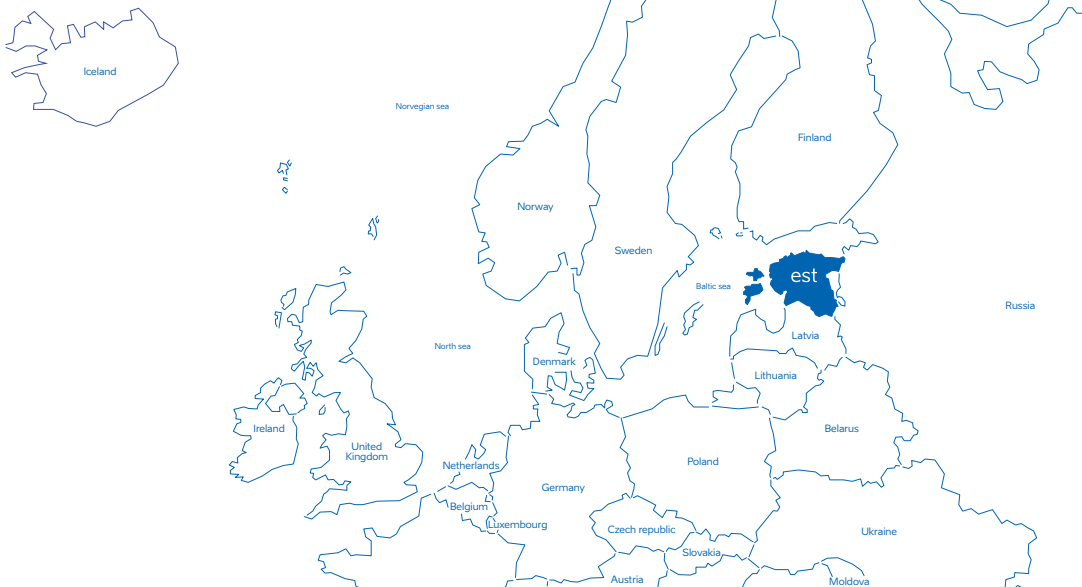 Iceland
Norwegian sea
Finland
Norway
Sweden
est
Baltic sea
Russia
Latvia
North sea
Denmark
Lithuania
Ireland
Belarus
United
Kingdom
Poland
Netherlands
Germany
Belgium
Luxembourg
Czech republic
Ukraine
Slovakia
Austria
Moldova